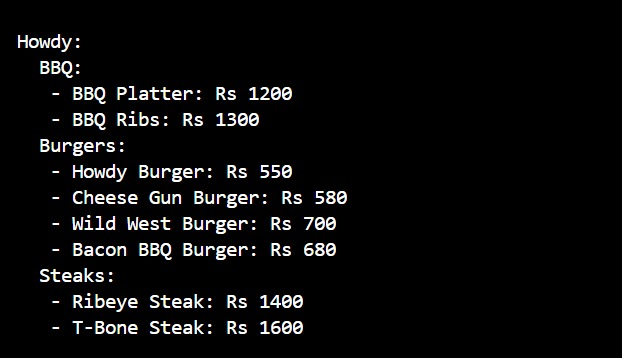 Howdy:
BBQ:
- BBQ Platter: Rs 1200
- BBQ Ribs: Rs 1300
Burgers:
- Howdy Burger: Rs 550
- Cheese Gun Burger: Rs 580
- Wild West Burger: Rs 700
- Bacon BBQ Burger: Rs 680
Steaks:
- Ribeye Steak: Rs 1400
- T-Bone Steak: Rs 1600